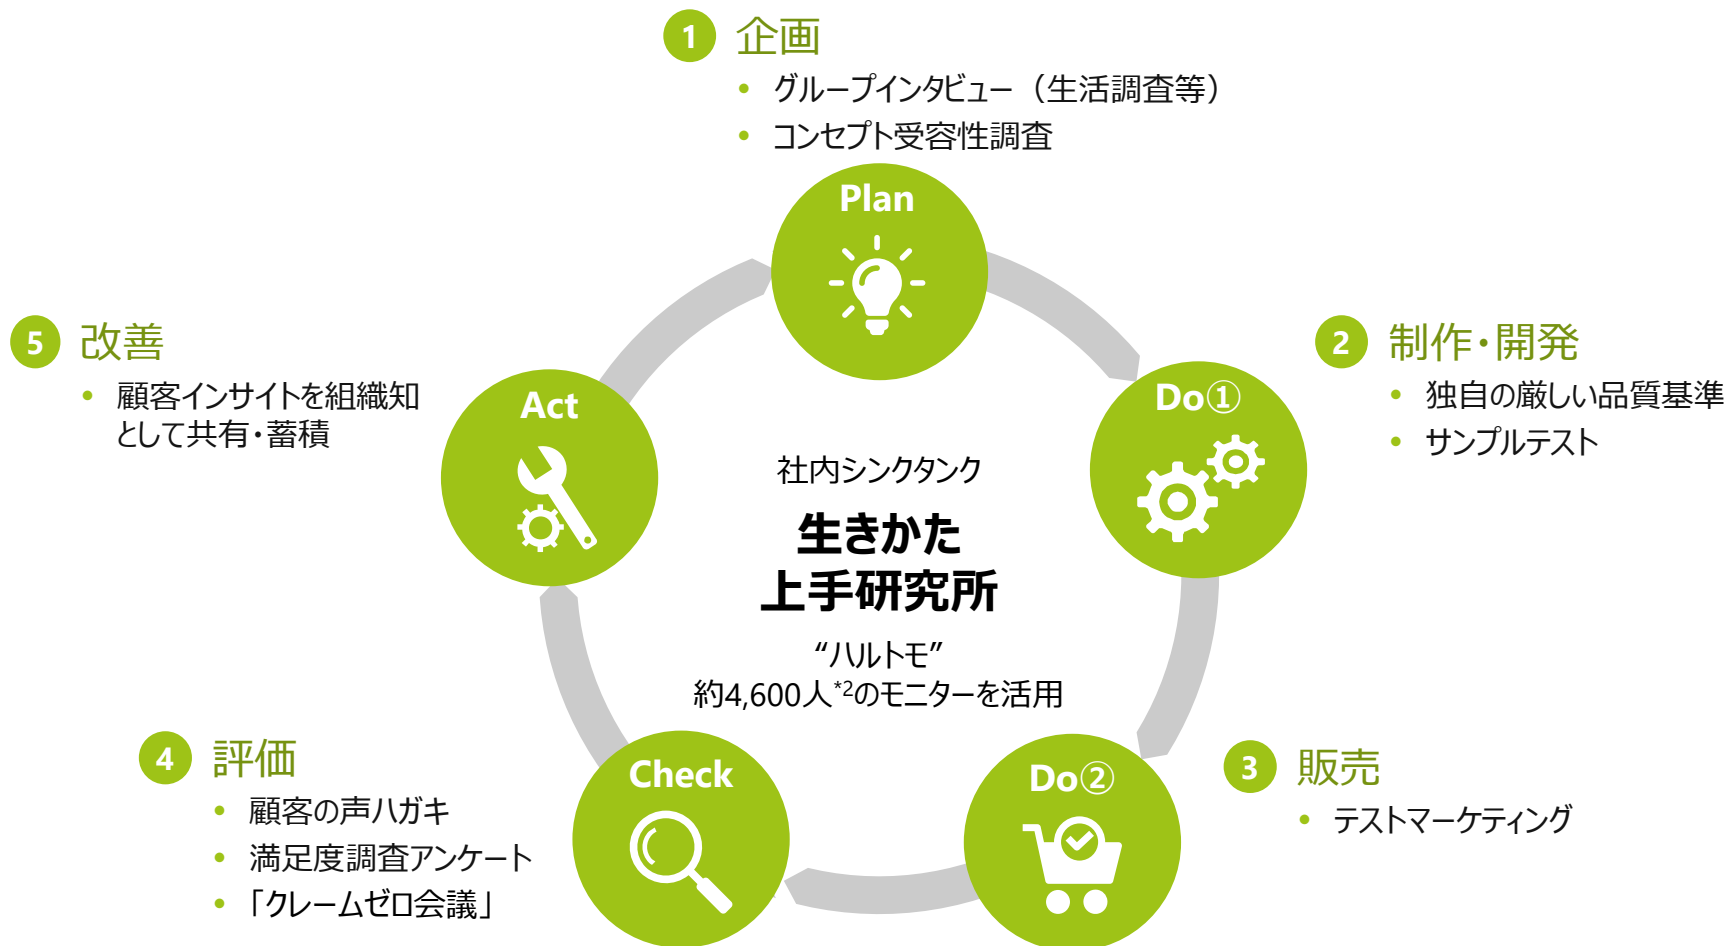 1 企画
• グループインタビュー（生活調査等）
• コンセプト受容性調査
Plan
2 制作・開発
• 独自の厳しい品質基準
• サンプルテスト
Do①
3 販売
• テストマーケティング
Do②
4 評価
• 顧客の声ハガキ
• 満足度調査アンケート
• 「クレームゼロ会議」
Check
5 改善
• 顧客インサイトを組織知
として共有・蓄積
Act
社内シンクタンク
生きかた
上手研究所
“ハルトモ”
約4,600人*2のモニターを活用